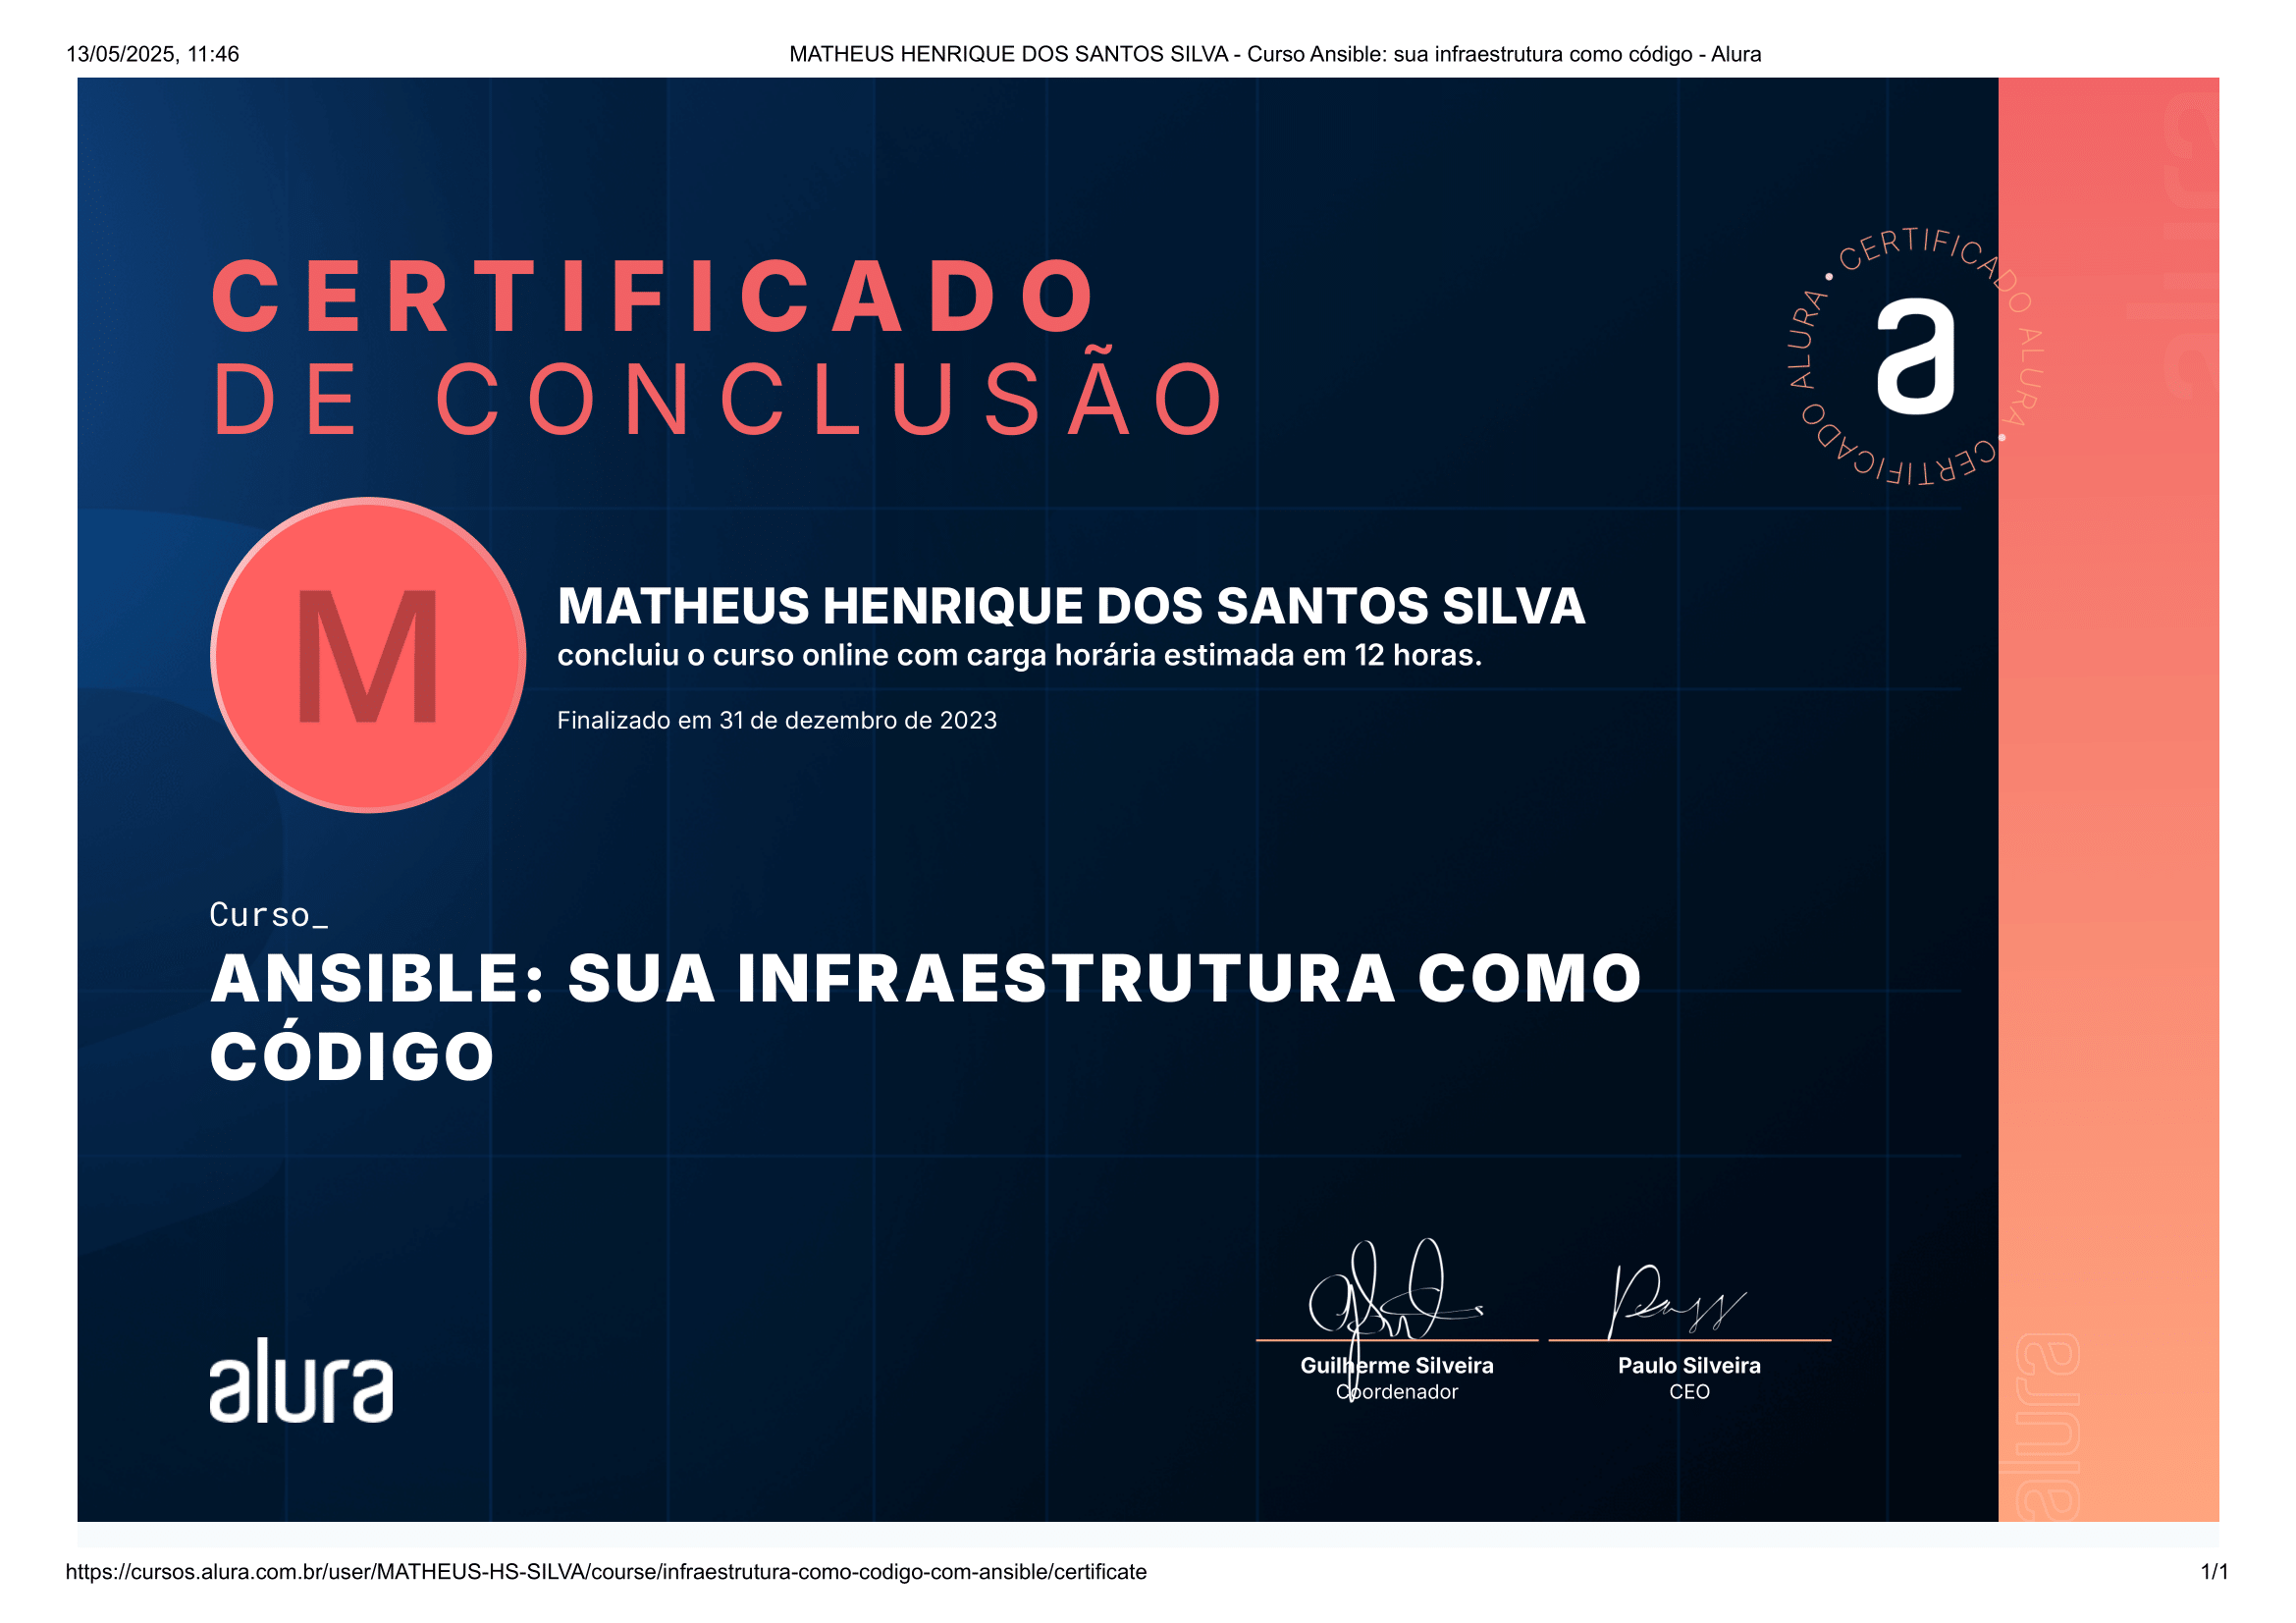 13/05/2025, 11:46
MATHEUS HENRIQUE DOS SANTOS SILVA - Curso Ansible: sua infraestrutura como código - Alura
alura
CERTIFICADO
DE CONCLUSÃO
CERTIFICADO ALURA • CERTIFICADO ALURA •
a
M
MATHEUS HENRIQUE DOS SANTOS SILVA
concluiu o curso online com carga horária estimada em 12 horas.
Finalizado em 31 de dezembro de 2023
Curso_
ANSIBLE: SUA INFRAESTRUTURA COMO
CÓDIGO
alura
Guilherme Silveira
Coordenador
Paulo Silveira
CEO
alura
https://cursos.alura.com.br/user/MATHEUS-HS-SILVA/course/infraestrutura-como-codigo-com-ansible/certificate
1/1